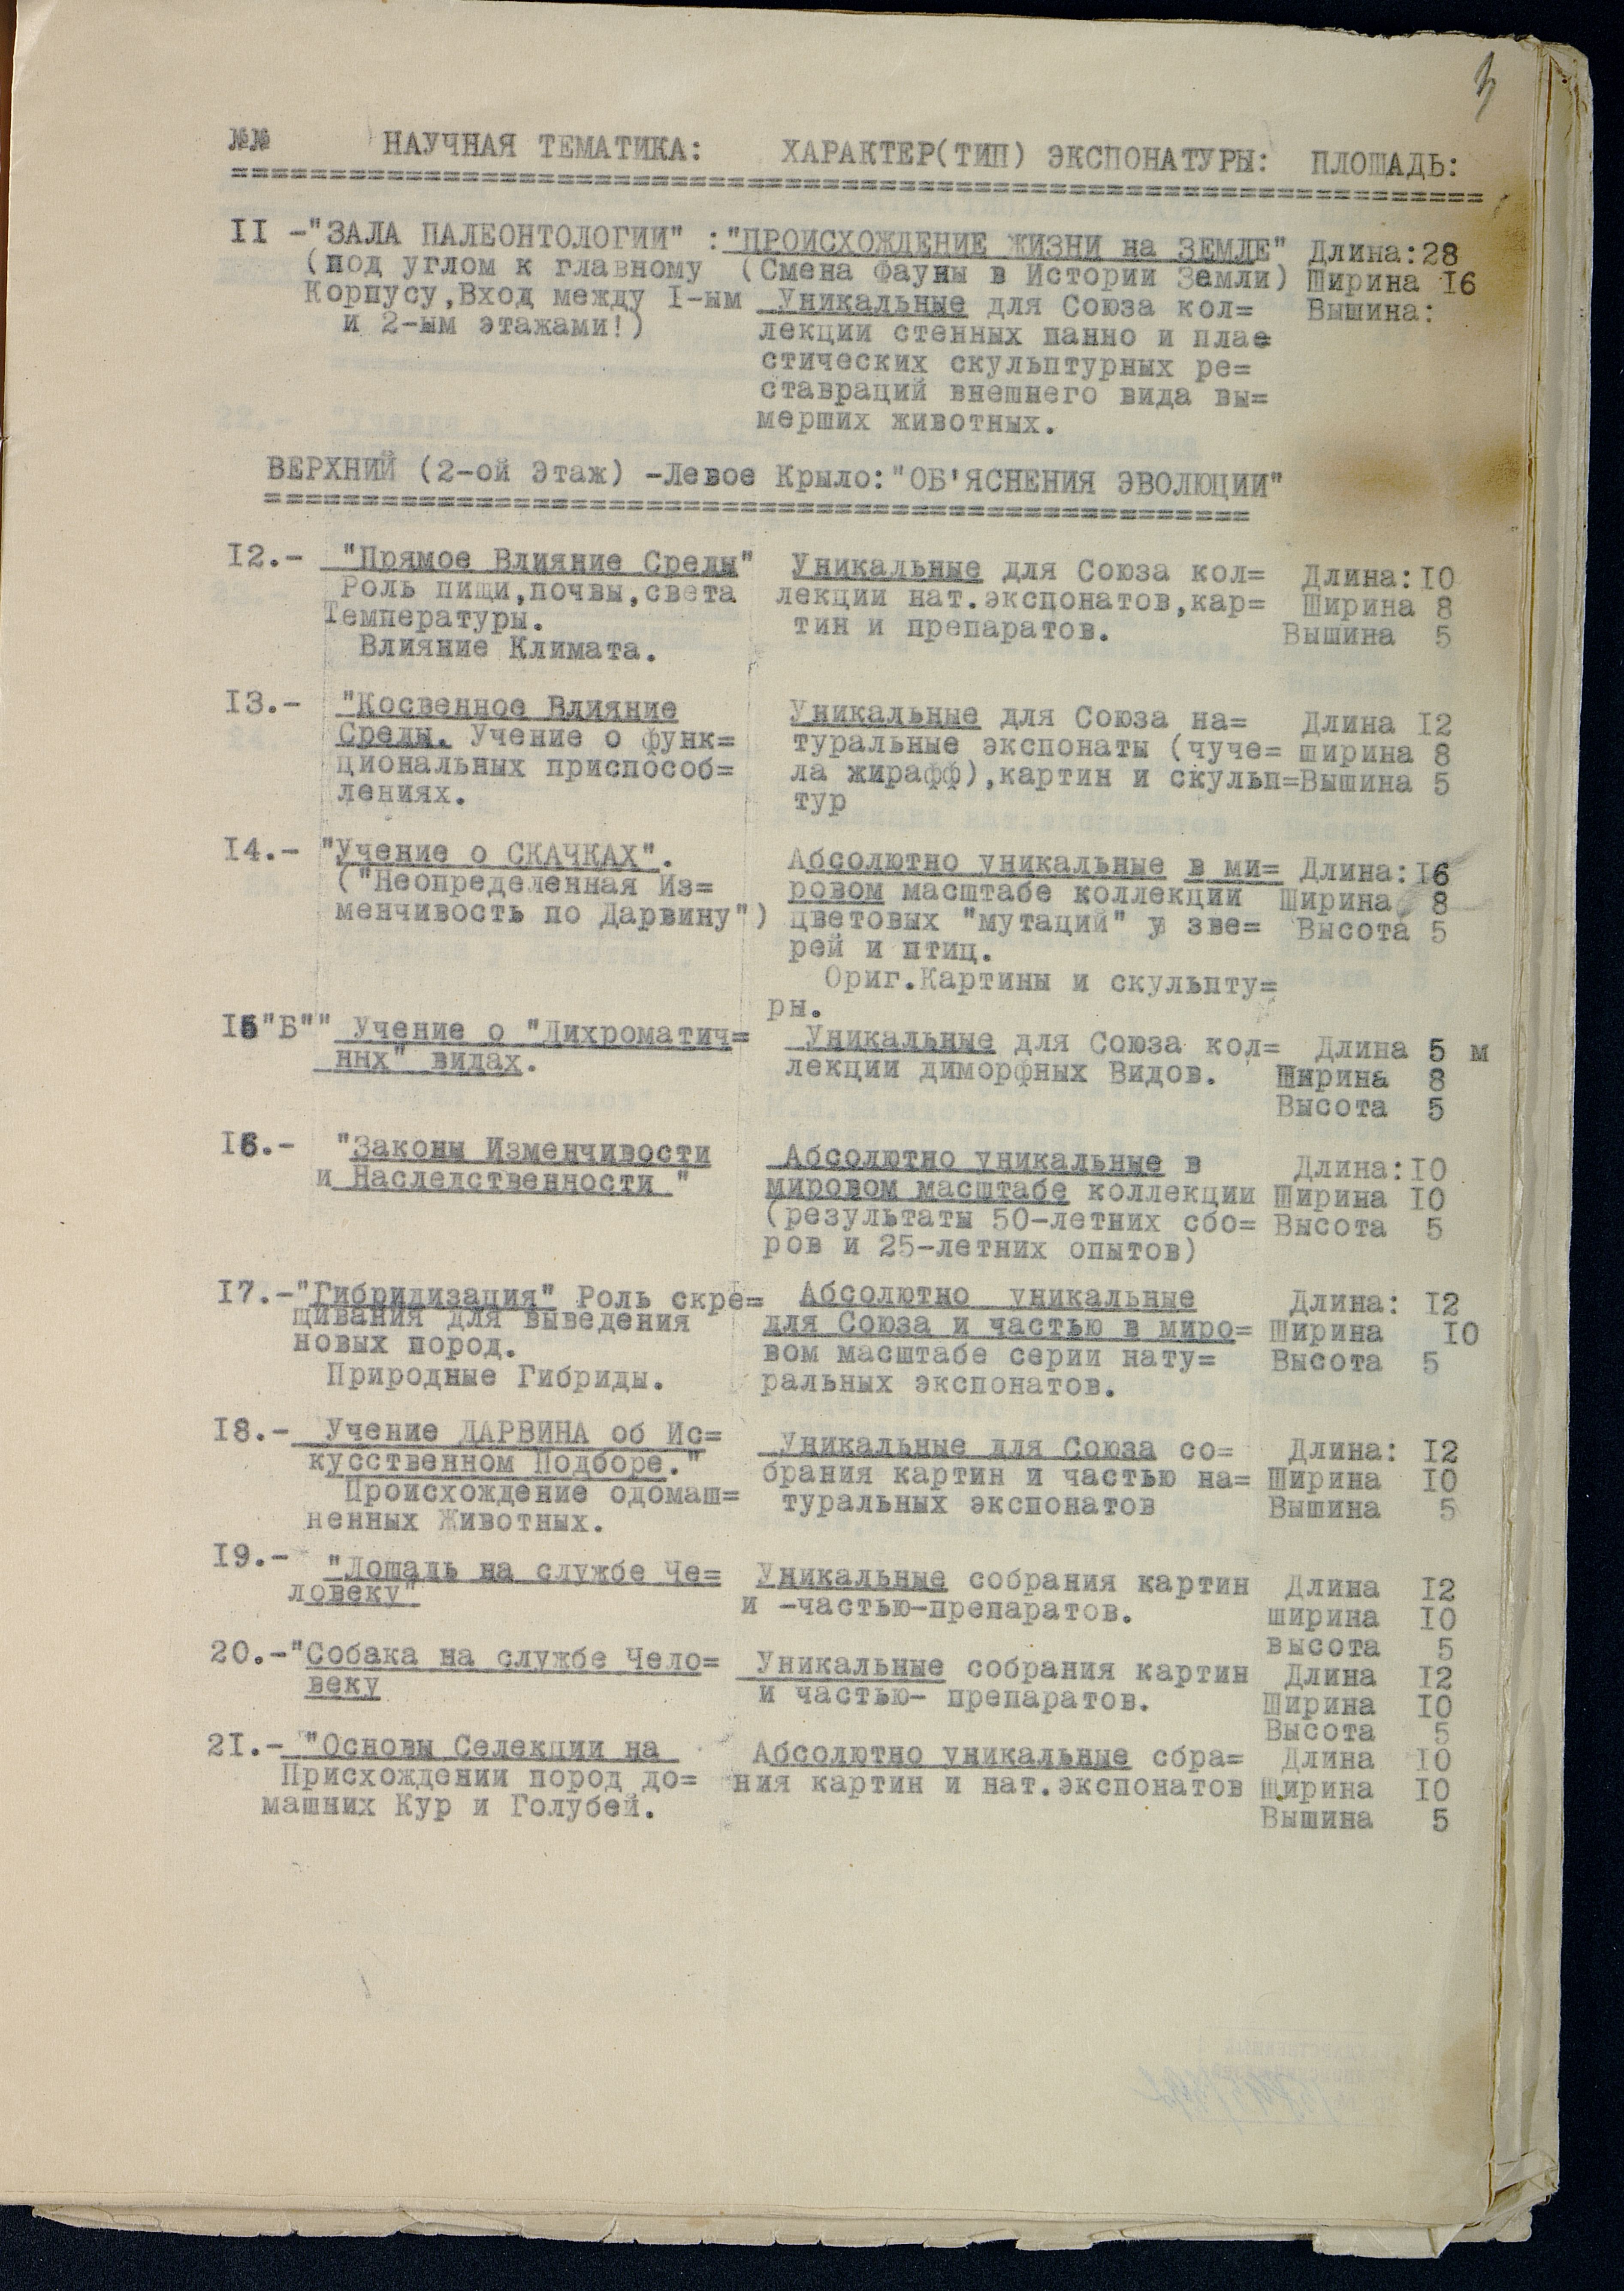 №№ НАУЧНАЯ ТЕМАТИКА: ХАРАКТЕР(ТИП) ЭКСПОНАТУРЫ: ПЛОШАДЬ:
==========================================================
II -"ЗАЛА ПАЛЕОНТОЛОГИИ" :"ПРОИСХОЖДЕНИЕ ЖИЗНИ на ЗЕМЛЕ" Длина:28
(под углом к главному (Смена фауны в Истории Земли) Ширина 16
Корпусу,Вход между I-ым Уникальные для Союза кол= Вышина:
и 2-ым этажами!) лекции стенных панно и плас
стических скульптурных ре=
ставраций внешнего вида вы=
мерших животных.
ВЕРХНИЙ (2-ой Этаж) -Левое Крыло:"ОБ'ЯСНЕНИЯ ЭВОЛЮЦИИ"
==================================================
I2.- "Прямое Влияние Среды" Уникальные для Союза кол= Длина:I0
Роль пищи,почвы,света лекции нат.экспонатов,кар= Ширина 8
Температуры. тин и препаратов. Вышина 5
Влияние Климата.
I3.- "Косвенное Влияние Уникальные для Союза на= Длина I2
Среды. Учение о функ= туральные экспонаты (чуче= ширина 8
циональных приспособ= ла жирафф),картин и скульп=Вышина 5
лениях. тур
I4.- "Учение о СКАЧКАХ". Абсолютно уникальные в ми= Длина:I6
("Неопределенная Из= ровом масштабе коллекции Ширина 8
менчивость по Дарвину") цветовых "мутаций" у зве= Высота 5
рей и птиц.
Ориг.Картины и скульпту=
ры.
I5"Б"" Учение о "Дихроматич= Уникальные для Союза кол= Длина 5 м
ных" видах. лекции диморфных Видов. Ширина 8
Высота 5
I6.- "Законы Изменчивости Абсолютно уникальные в Длина:I0
и Наследственности " мировом масштабе коллекции Ширина I0
(результаты 50-летних сбо= Высота 5
ров и 25-летних опытов)
I7.-"Гибридизация" Роль скре= Абсолютно уникальные Длина: I2
щивания для выведения для Союза и частью в миро= Ширина I0
новых пород. вом масштабе серии нату= Высота 5
Природные Гибриды. ральных экспонатов.
I8.- Учение ДАРВИНА об Ис= Уникальные для Союза со= Длина: I2
кусственном Подборе." брания картин и частью на= Ширина I0
Происхождение одомаш= туральных экспонатов Вышина 5
ненных Животных.
I9.- "Лошадь на службе Че= Уникальные собрания картин Длина I2
ловеку" и -частью-препаратов. ширина I0
высота 5
20.-"Собака на службе Чело= Уникальные собрания картин Длина I2
веку и частью- препаратов. Ширина I0
Высота 5
2I.- "Основы Селекции на Абсолютно уникальные сбра= Длина I0
Присхождении пород до= ния картин и нат.экспонатов Ширина I0
машних Кур и Голубей. Вышина 5